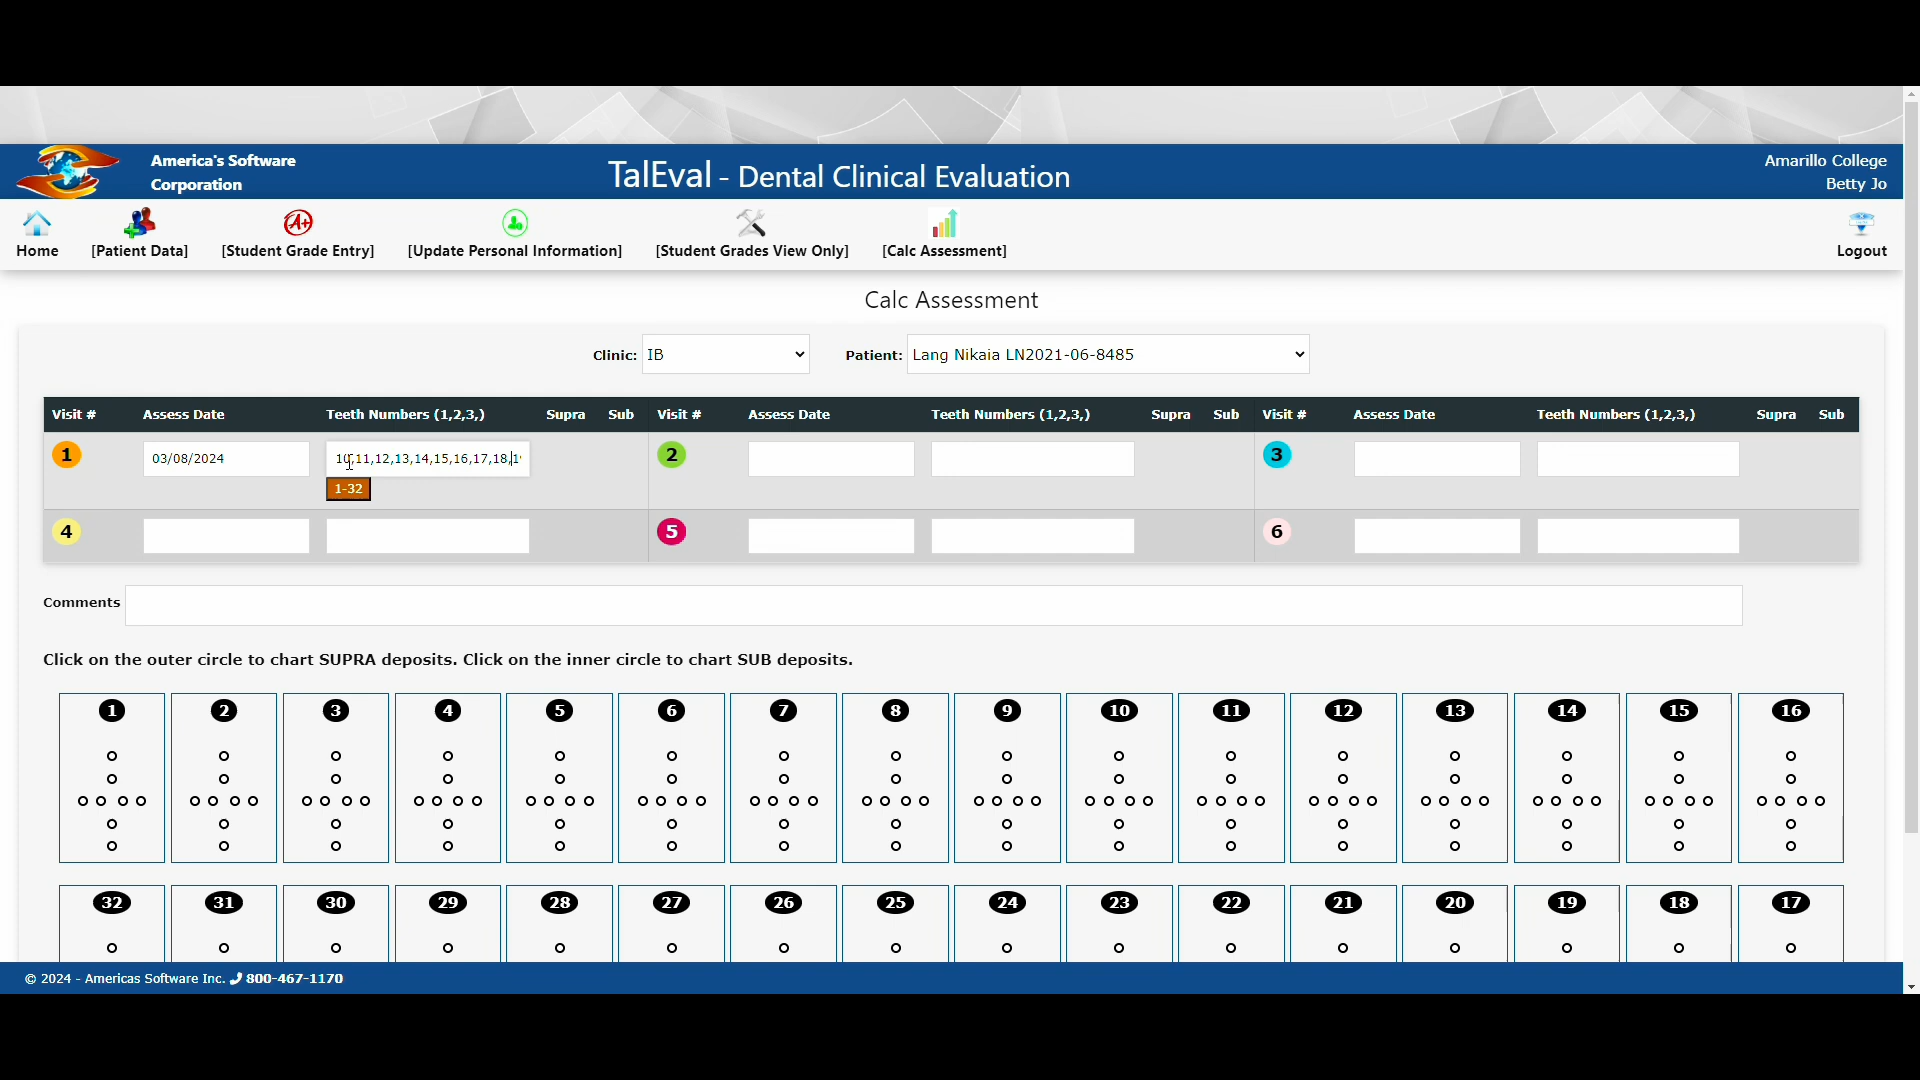 America's Software
Corporation
TalEval - Dental Clinical Evaluation
Amarillo College
Betty Jo
Home
[Patient Data]
[Student Grade Entry]
[Update Personal Information]
[Student Grades View Only]
[Calc Assessment]
Logout
Calc Assessment
Clinic: IB
Patient: Lang Nikaia LN2021-06-8485
Visit # Assess Date Teeth Numbers (1,2,3,) Supra Sub Visit # Assess Date Teeth Numbers (1,2,3,) Supra Sub Visit # Assess Date Teeth Numbers (1,2,3,) Supra Sub
1 03/08/2024 10,11,12,13,14,15,16,17,18, 2 3
1-32
4 5 6
Comments
Click on the outer circle to chart SUPRA deposits. Click on the inner circle to chart SUB deposits.
1 2 3 4 5 6 7 8 9 10 11 12 13 14 15 16
32 31 30 29 28 27 26 25 24 23 22 21 20 19 18 17
© 2024 - Americas Software Inc. 800-467-1170